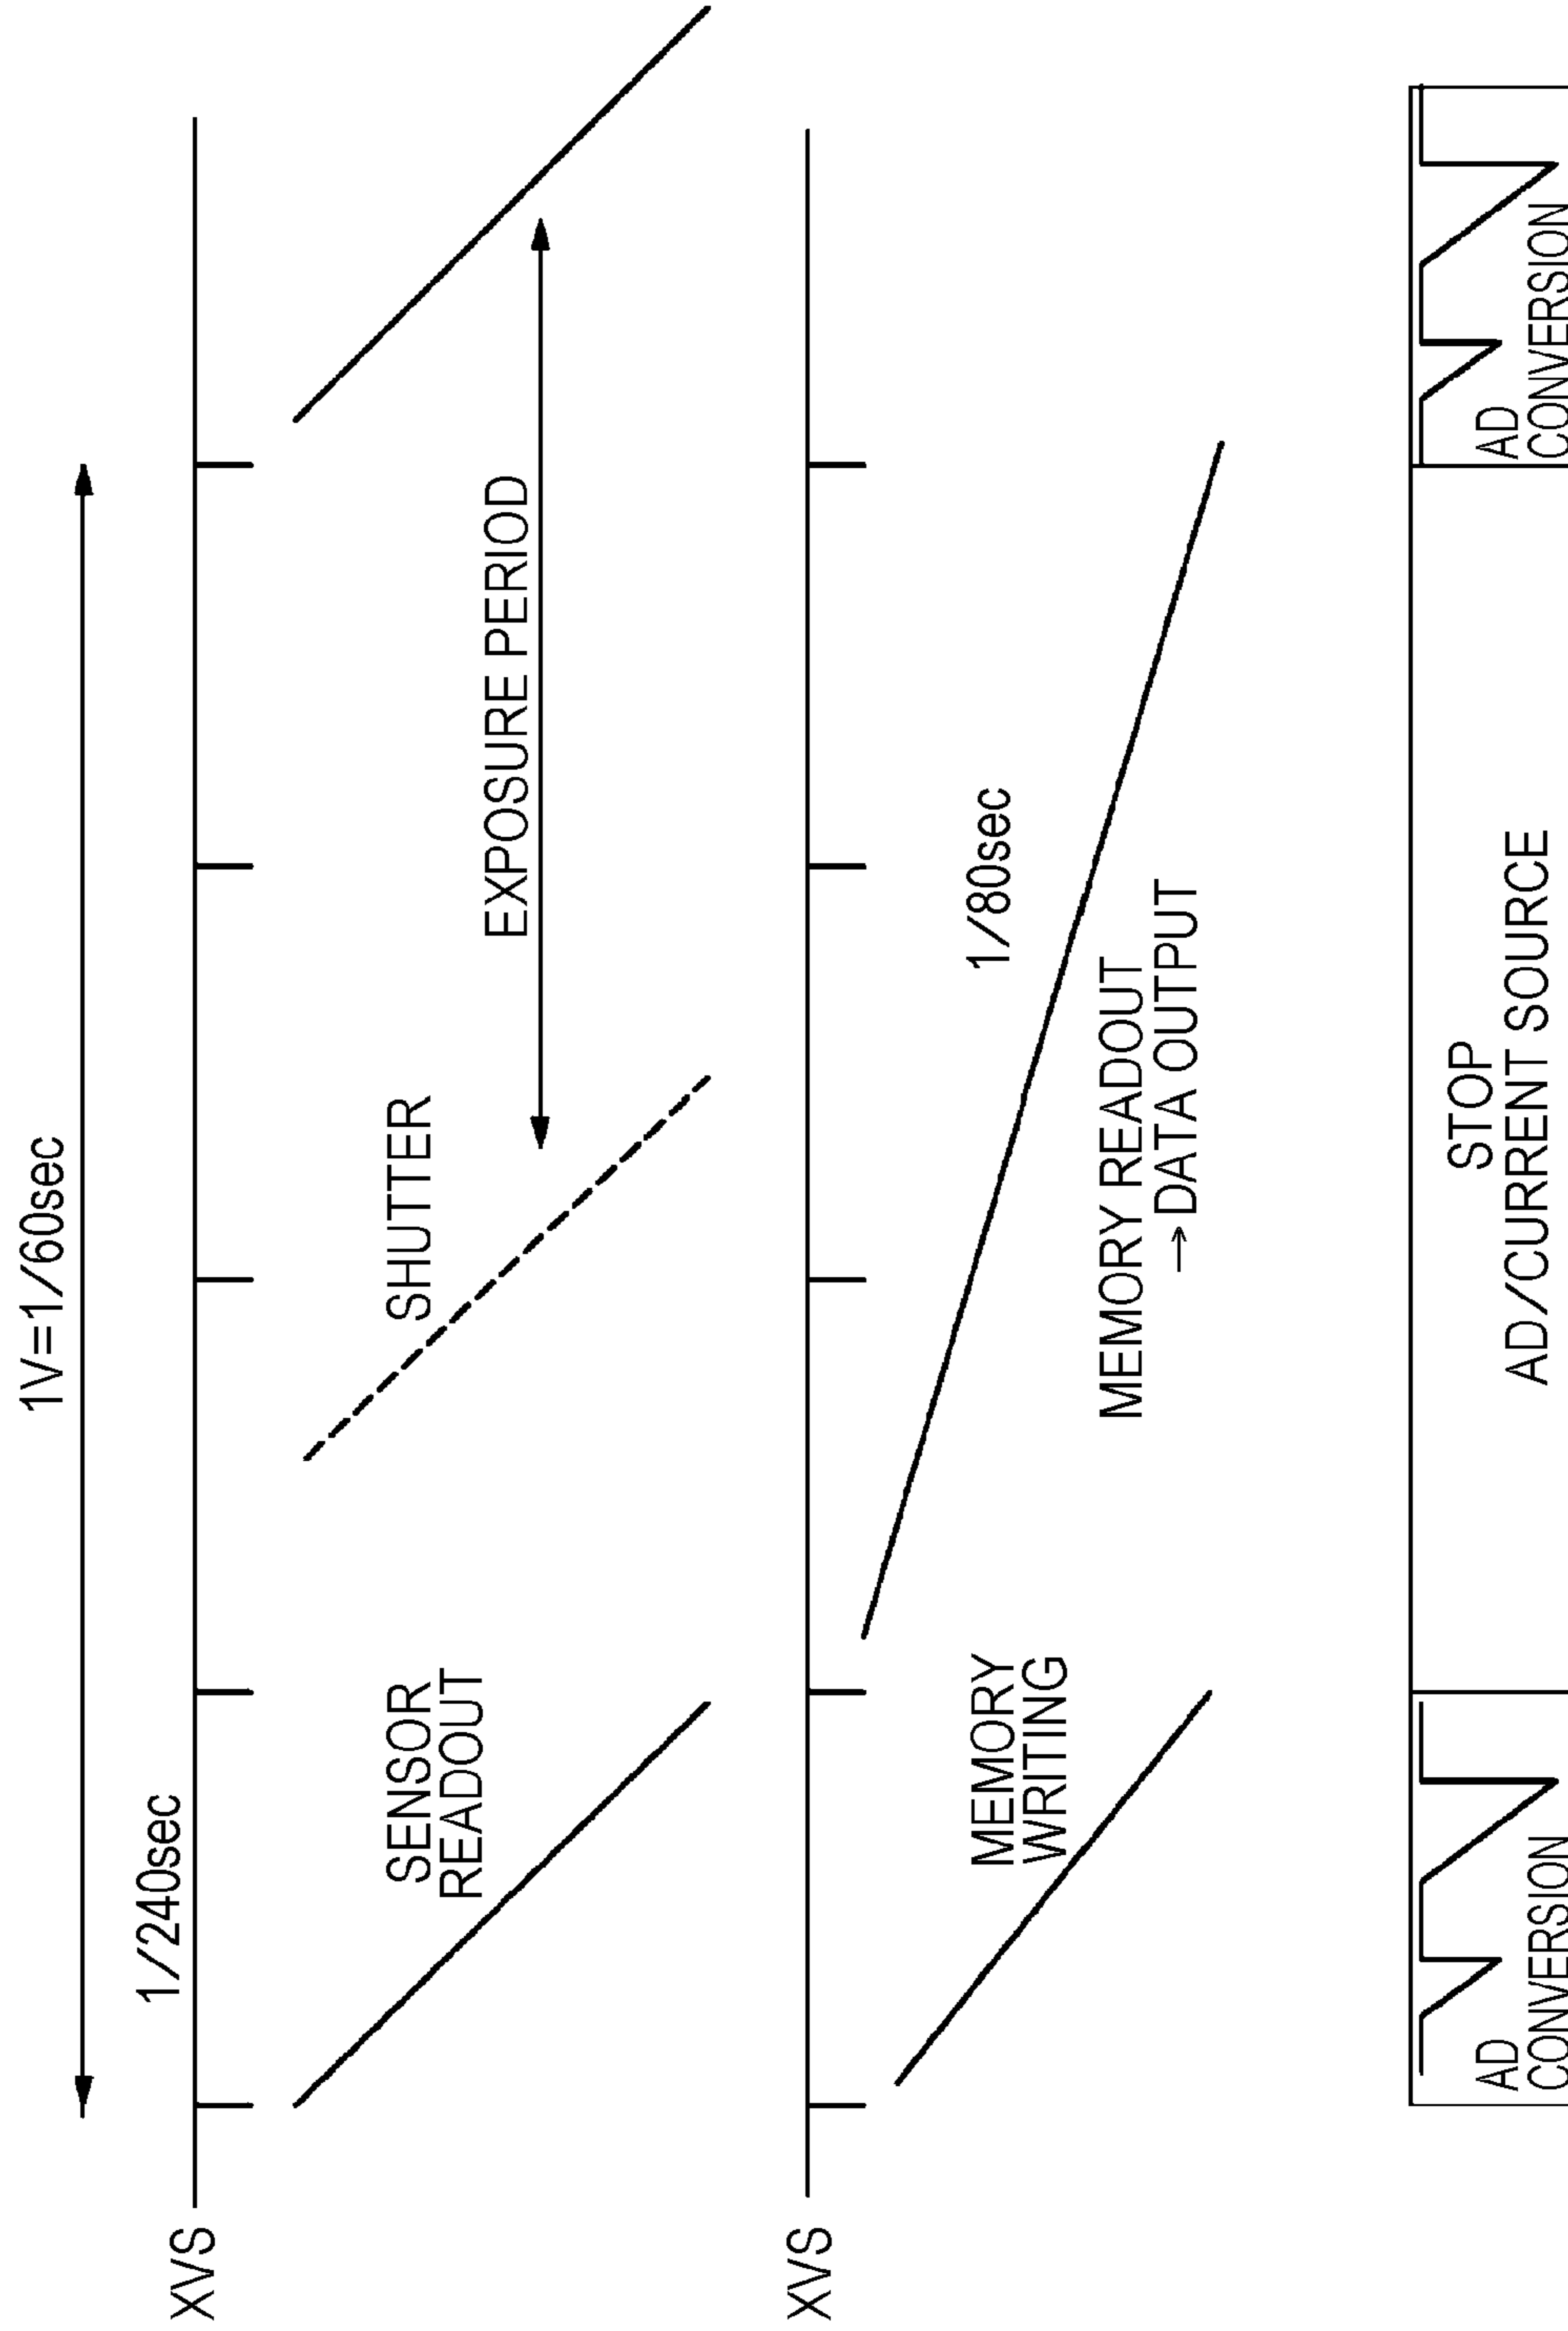 1V=1/60sec
1/240sec
XVS
SENSOR
READOUT
SHUTTER
EXPOSURE PERIOD
XVS
MEMORY
WRITING
1/80sec
MEMORY READOUT
→DATA OUTPUT
AD
CONVERSION
STOP
AD/CURRENT SOURCE
AD
CONVERSION